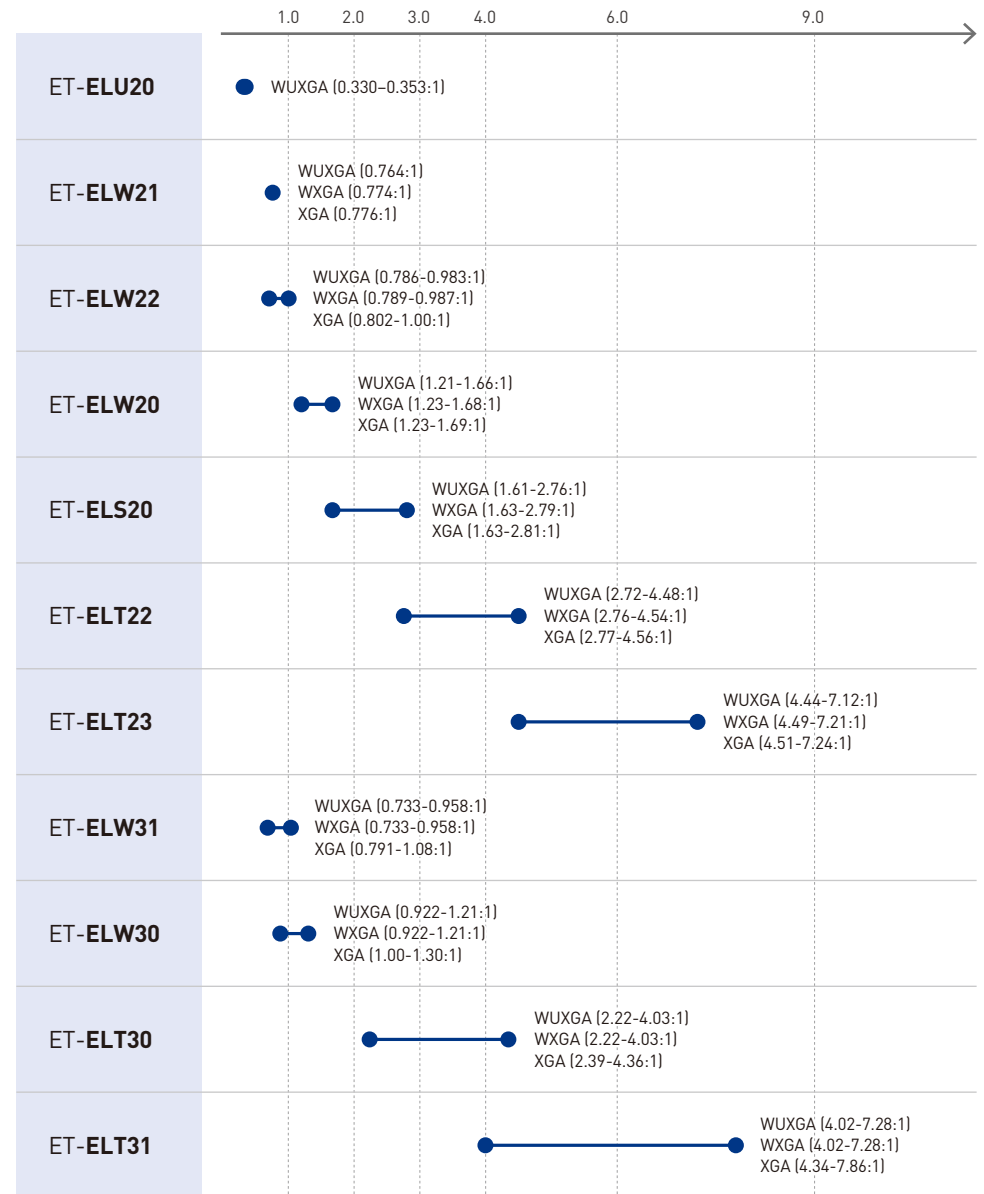 1.0 2.0 3.0 4.0 6.0 9.0
ET-ELU20
WUXGA (0.330–0.353:1)
ET-ELW21
WUXGA (0.764:1)
WXGA (0.774:1)
XGA (0.776:1)
ET-ELW22
WUXGA (0.786-0.983:1)
WXGA (0.789-0.987:1)
XGA (0.802-1.00:1)
ET-ELW20
WUXGA (1.21-1.66:1)
WXGA (1.23-1.68:1)
XGA (1.23-1.69:1)
ET-ELS20
WUXGA (1.61-2.76:1)
WXGA (1.63-2.79:1)
XGA (1.63-2.81:1)
ET-ELT22
WUXGA (2.72-4.48:1)
WXGA (2.76-4.54:1)
XGA (2.77-4.56:1)
ET-ELT23
WUXGA (4.44-7.12:1)
WXGA (4.49-7.21:1)
XGA (4.51-7.24:1)
ET-ELW31
WUXGA (0.733-0.958:1)
WXGA (0.733-0.958:1)
XGA (0.791-1.08:1)
ET-ELW30
WUXGA (0.922-1.21:1)
WXGA (0.922-1.21:1)
XGA (1.00-1.30:1)
ET-ELT30
WUXGA (2.22-4.03:1)
WXGA (2.22-4.03:1)
XGA (2.39-4.36:1)
ET-ELT31
WUXGA (4.02-7.28:1)
WXGA (4.02-7.28:1)
XGA (4.34-7.86:1)